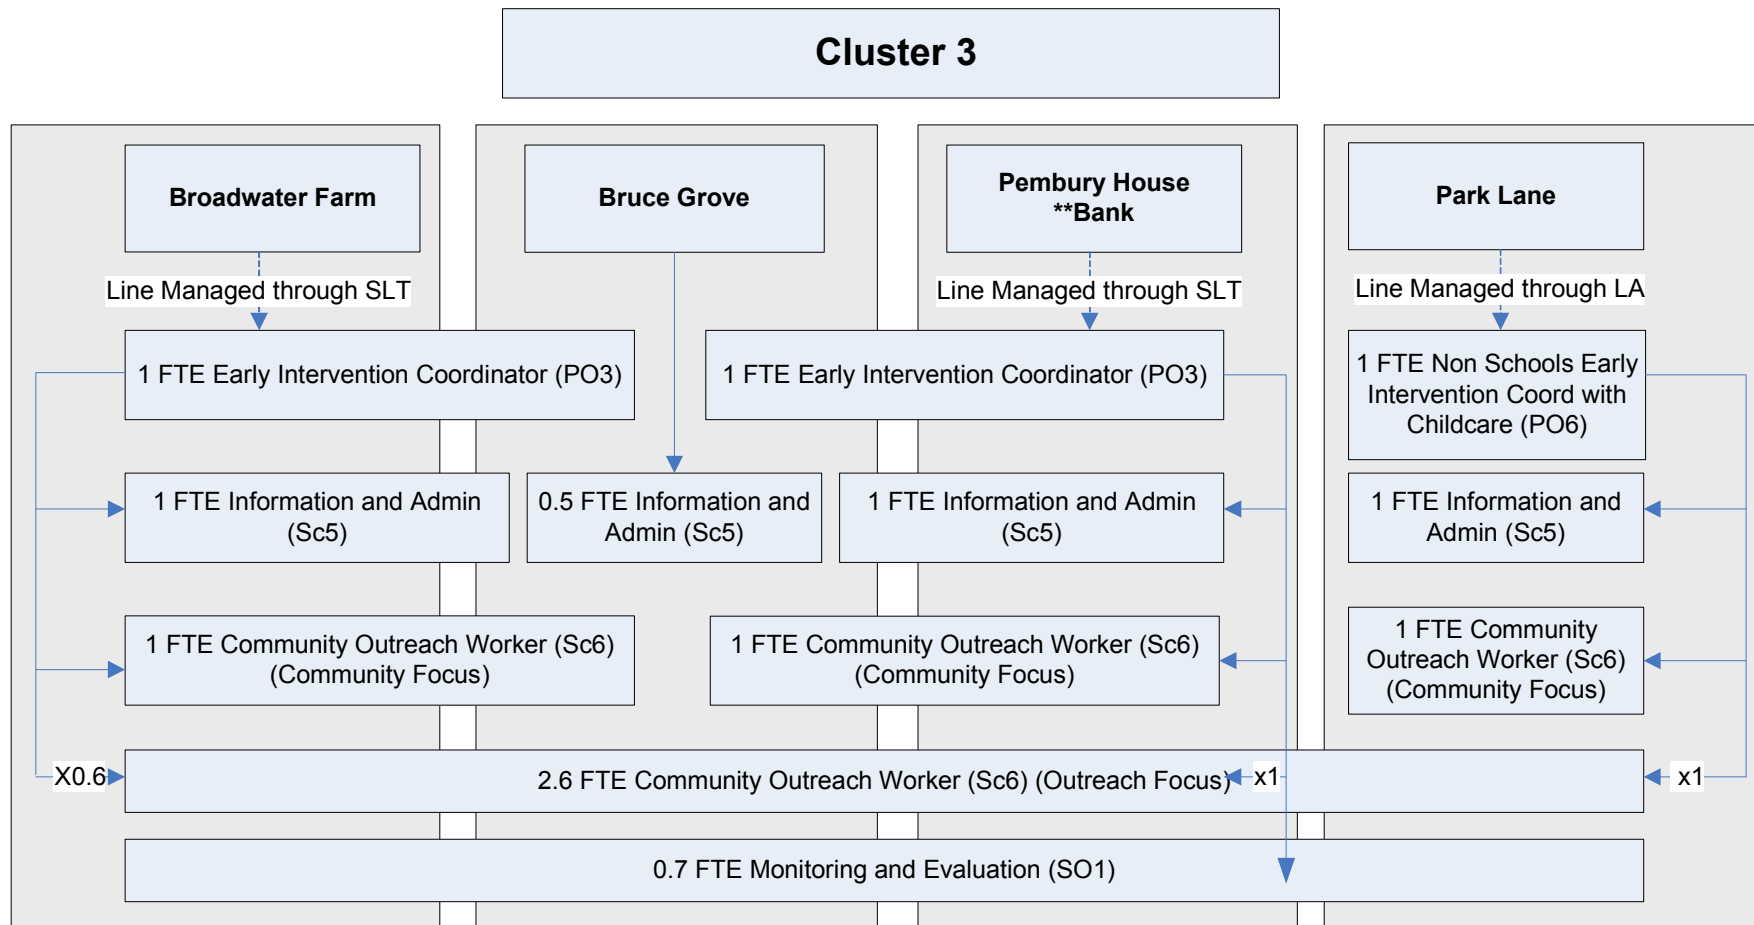 Cluster 3
Broadwater Farm
Bruce Grove
Pembury House
**Bank
Park Lane
Line Managed through SLT
Line Managed through SLT
Line Managed through LA
1 FTE Early Intervention Coordinator (PO3)
1 FTE Early Intervention Coordinator (PO3)
1 FTE Non Schools Early
Intervention Coord with
Childcare (PO6)
1 FTE Information and Admin
(Sc5)
0.5 FTE Information and
Admin (Sc5)
1 FTE Information and Admin
(Sc5)
1 FTE Information and
Admin (Sc5)
1 FTE Community Outreach Worker (Sc6)
(Community Focus)
1 FTE Community Outreach Worker (Sc6)
(Community Focus)
1 FTE Community
Outreach Worker (Sc6)
(Community Focus)
X0.6
2.6 FTE Community Outreach Worker (Sc6) (Outreach Focus)
x1
x1
0.7 FTE Monitoring and Evaluation (SO1)